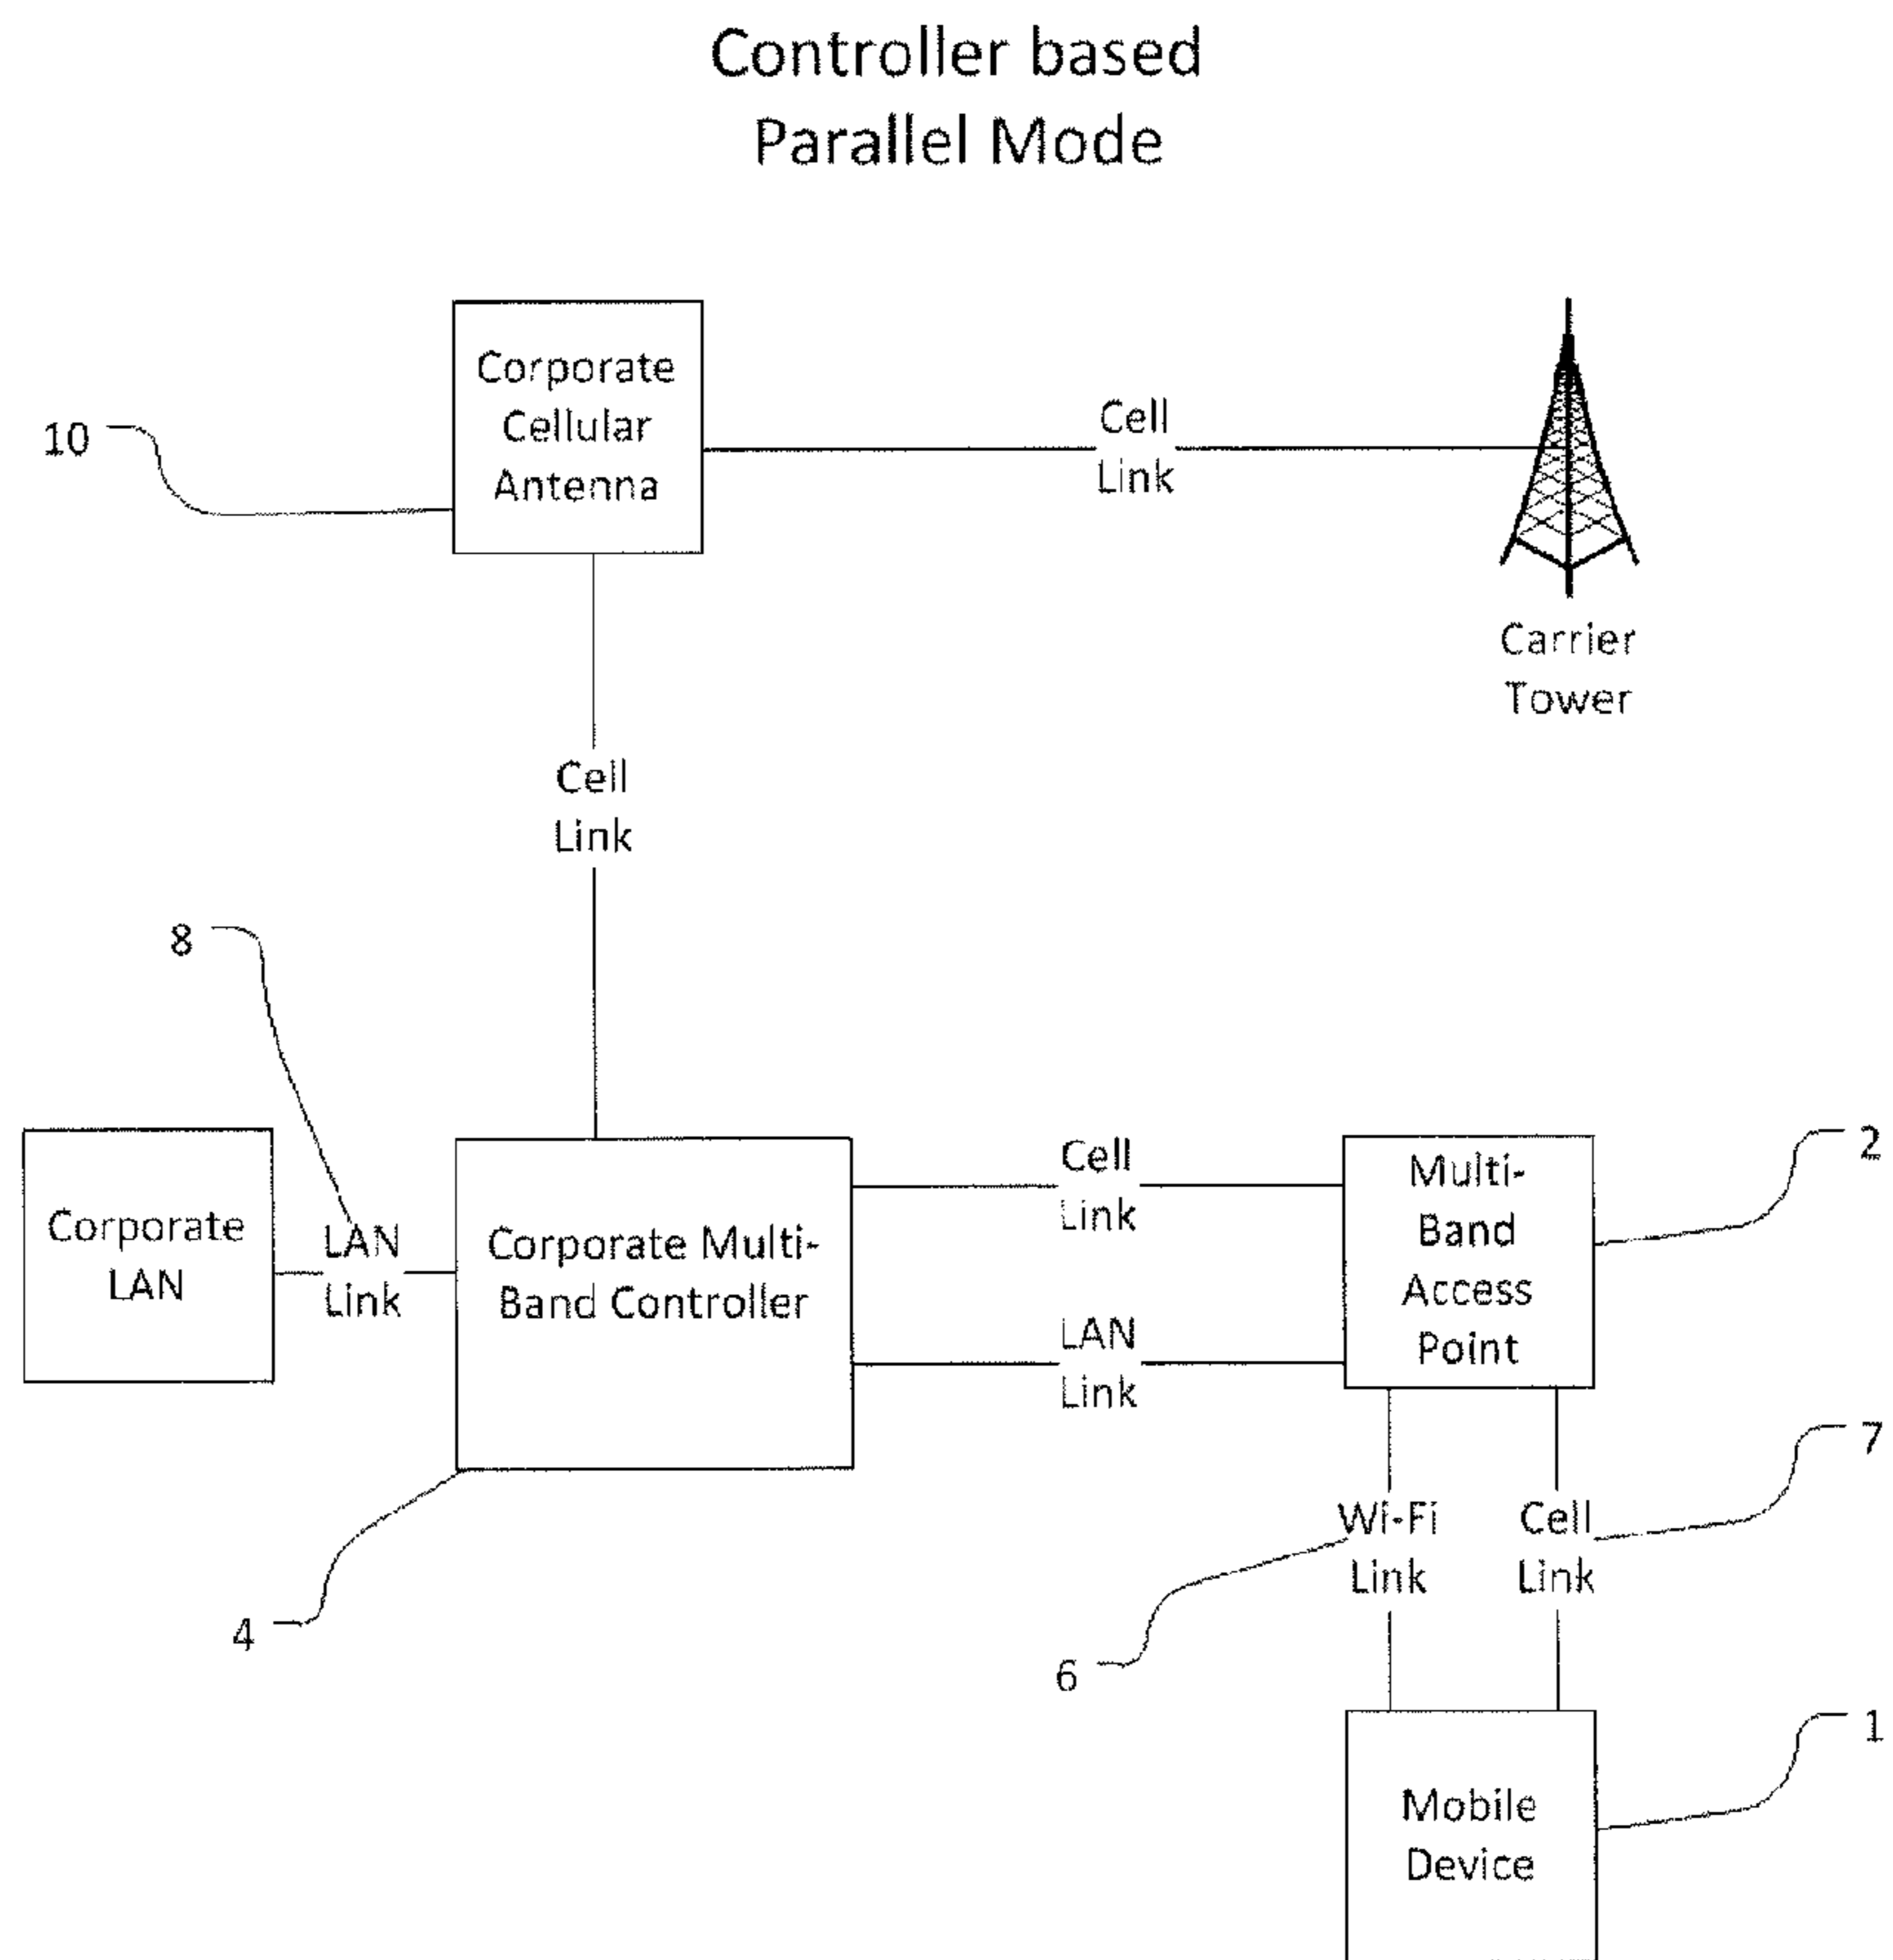 Controller based
Parallel Mode
Corporate
Cellular
Antenna
10
Cell
Link
Carrier
Tower
Cell
Link
8
Corporate
LAN
LAN
Link
Corporate Multi-
Band Controller
Cell
Link
LAN
Link
Multi-
Band
Access
Point
2
7
Wi-Fi
Link
Cell
Link
4
6
1
Mobile
Device